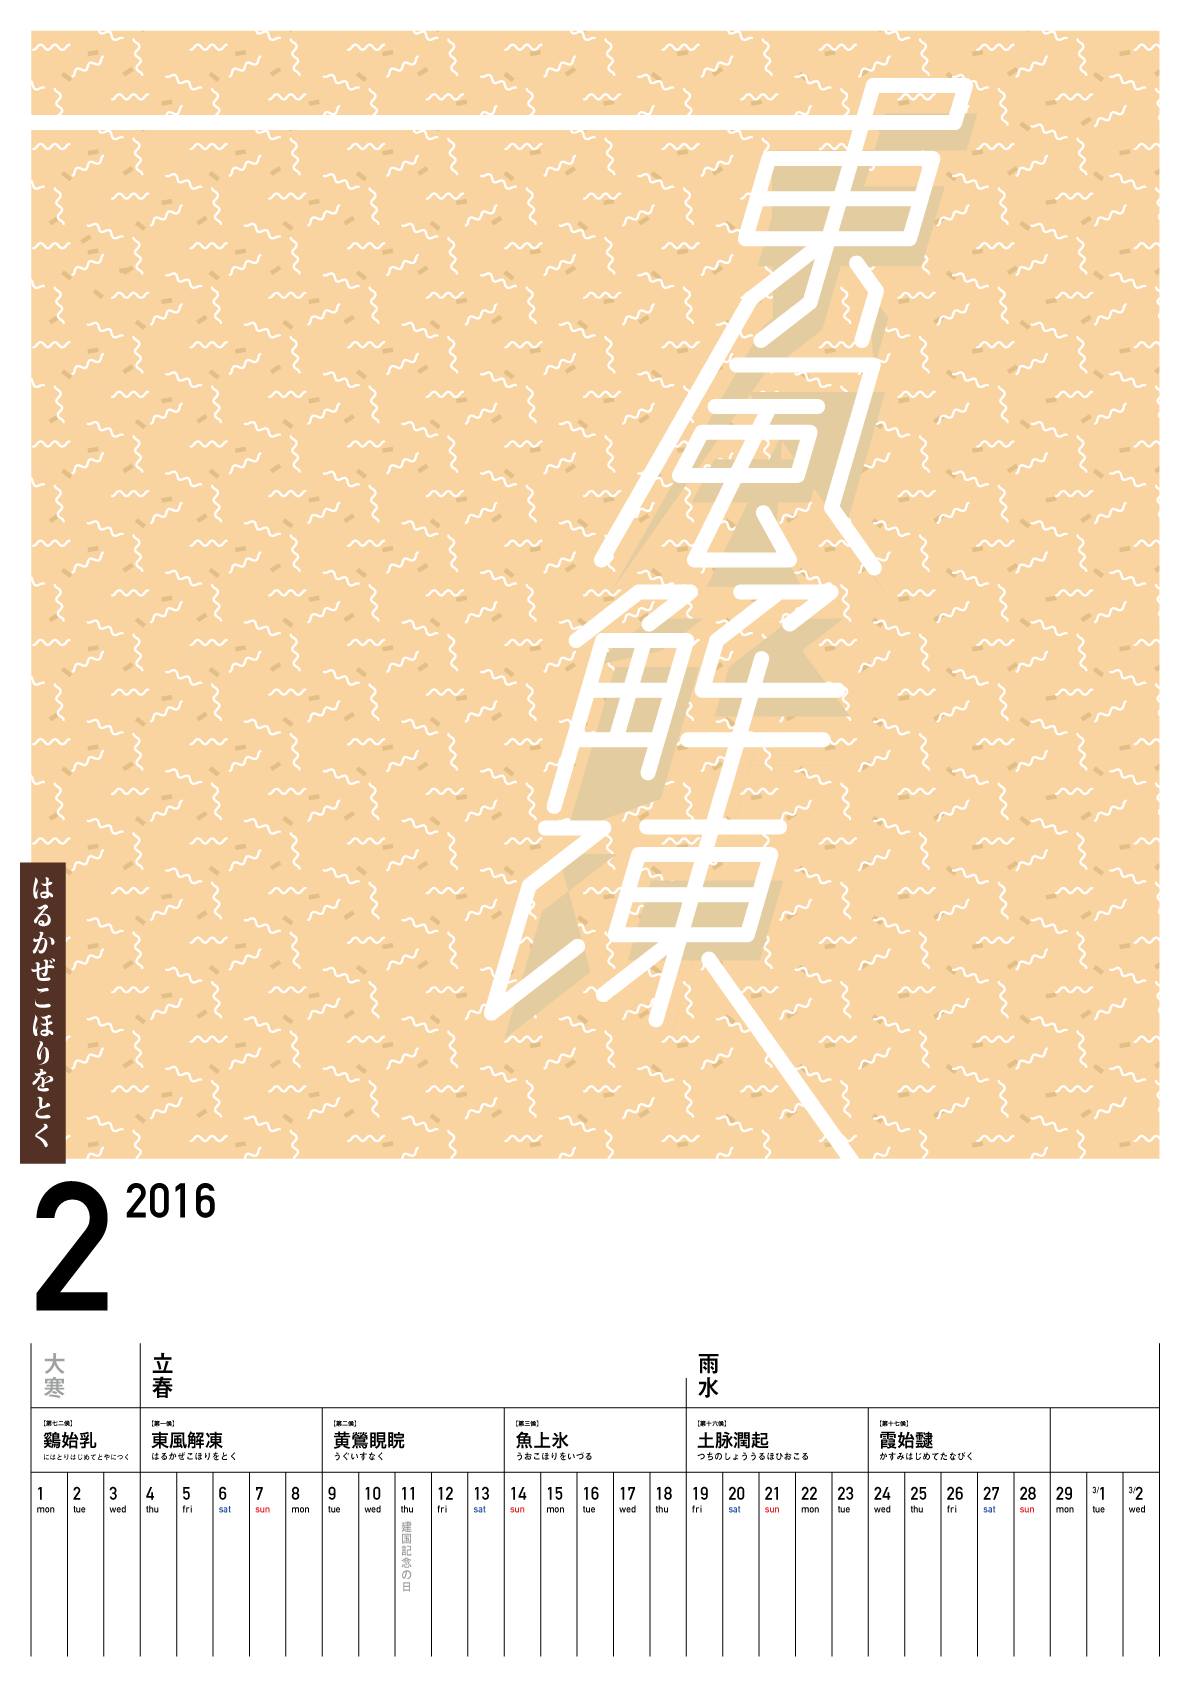 東風解凍
はるかぜこほりをとく
2 2016
大寒
立春
雨水
【第七二候】
鷄始乳
にはとりはじめてとやにつく
【第一候】
東風解凍
はるかぜこほりをとく
【第二候】
黄鶯睍睆
うぐいすなく
【第三候】
魚上氷
うおこほりをいづる
【第十六候】
土脉潤起
つちのしょううるほひおこる
【第十七候】
霞始靆
かすみはじめてたなびく
1 mon
2 tue
3 wed
4 thu
5 fri
6 sat
7 sun
8 mon
9 tue
10 wed
11 thu
建国記念の日
12 fri
13 sat
14 sun
15 mon
16 tue
17 wed
18 thu
19 fri
20 sat
21 sun
22 mon
23 tue
24 wed
25 thu
26 fri
27 sat
28 sun
29 mon
3/1 tue
3/2 wed